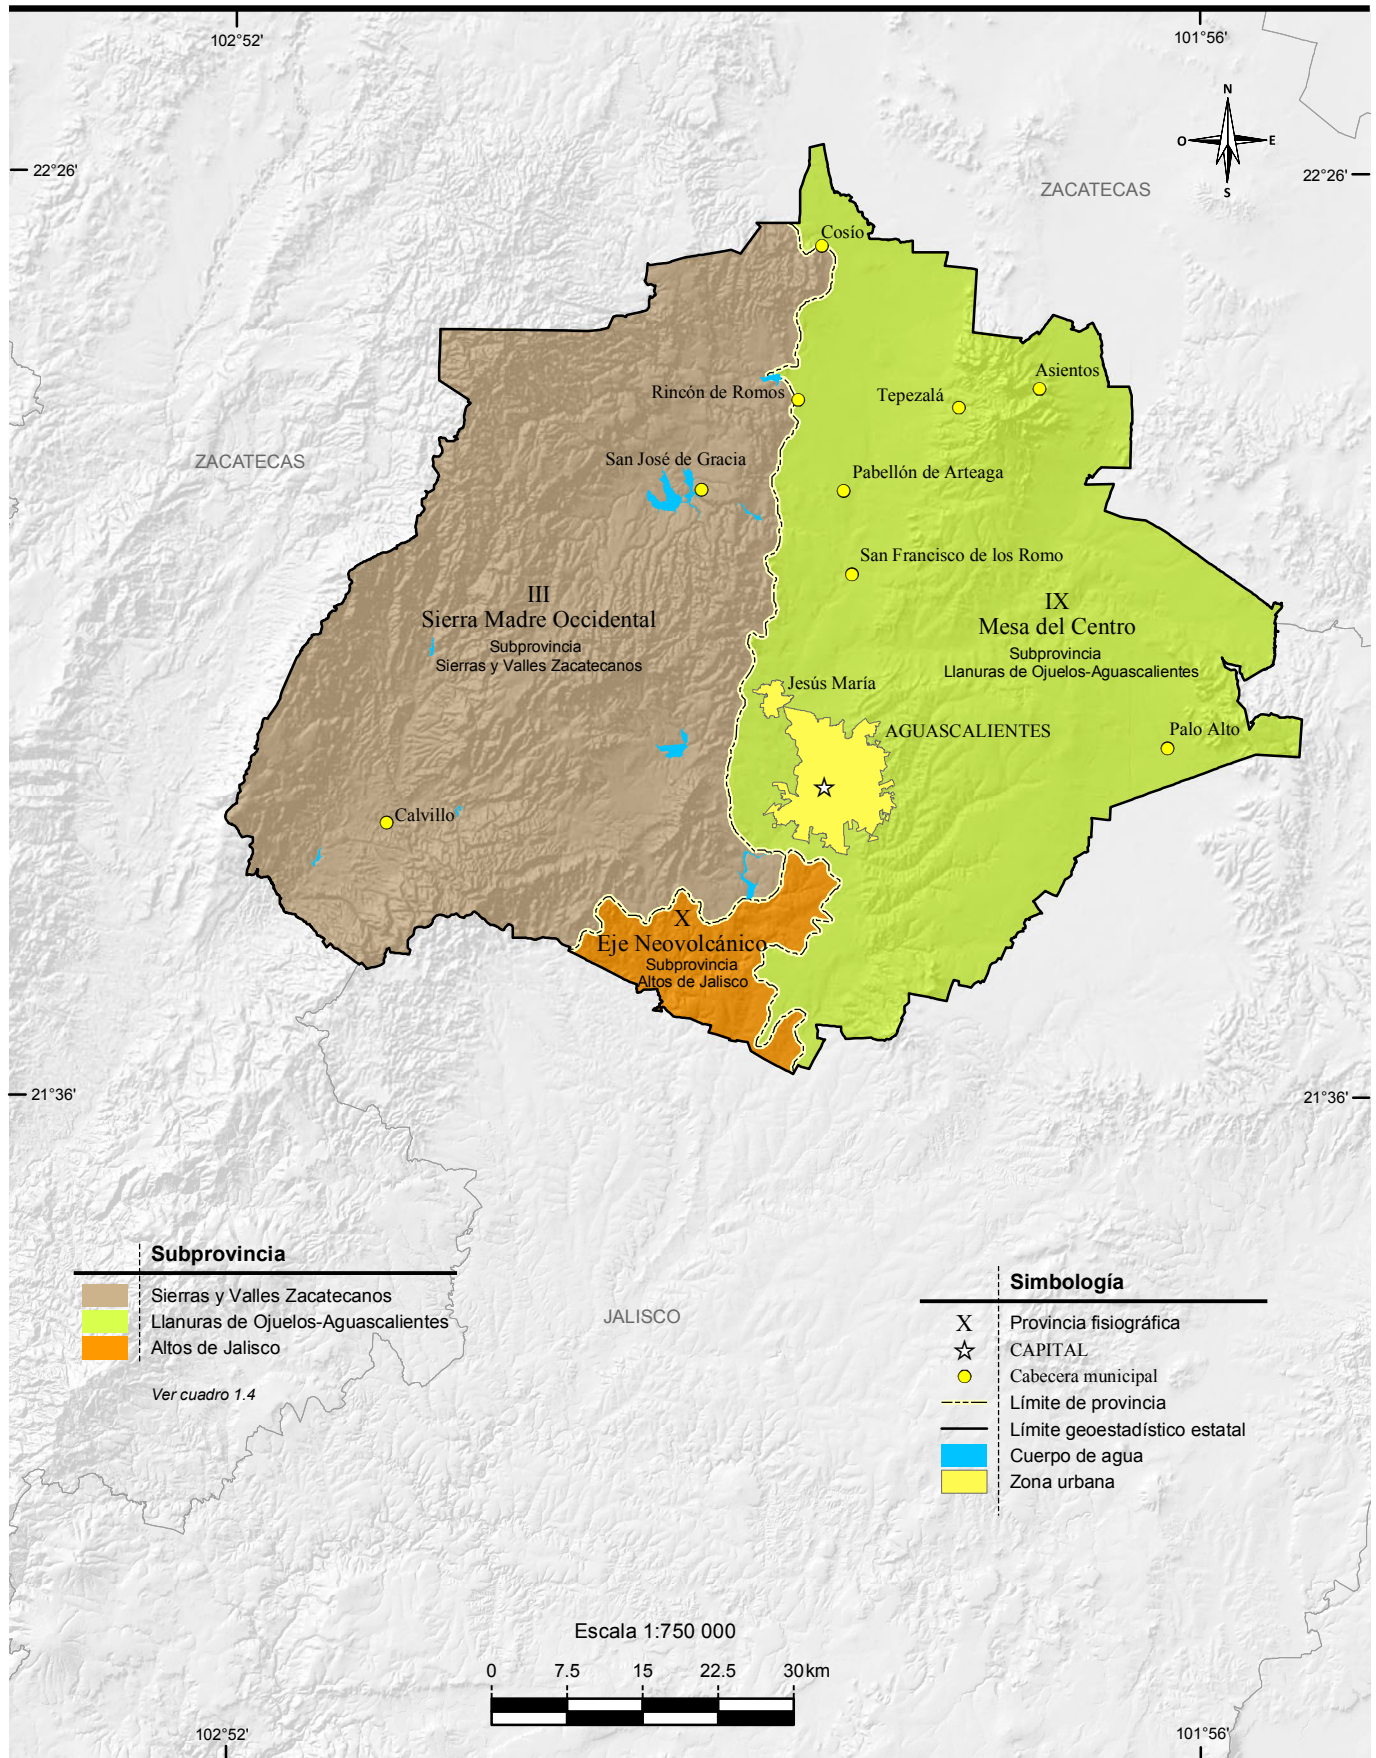 102°52'
101°56'
N
O
E
S
22°26'
22°26'
ZACATECAS
Cosío
Asientos
Rincón de Romos
Tepezalá
ZACATECAS
San José de Gracia
Pabellón de Arteaga
San Francisco de los Romo
III
Sierra Madre Occidental
Subprovincia
Sierras y Valles Zacatecanos
IX
Mesa del Centro
Subprovincia
Llanuras de Ojuelos-Aguascalientes
Jesús María
AGUASCALIENTES
Palo Alto
Calvillo
X
Eje Neovolcánico
Subprovincia
Altos de Jalisco
21°36'
21°36'
Subprovincia
Sierras y Valles Zacatecanos
Llanuras de Ojuelos-Aguascalientes
Altos de Jalisco
Ver cuadro 1.4
JALISCO
Simbología
X Provincia fisiográfica
CAPITAL
Cabecera municipal
Límite de provincia
Límite geoestadístico estatal
Cuerpo de agua
Zona urbana
Escala 1:750 000
0 7.5 15 22.5 30 km
102°52'
101°56'